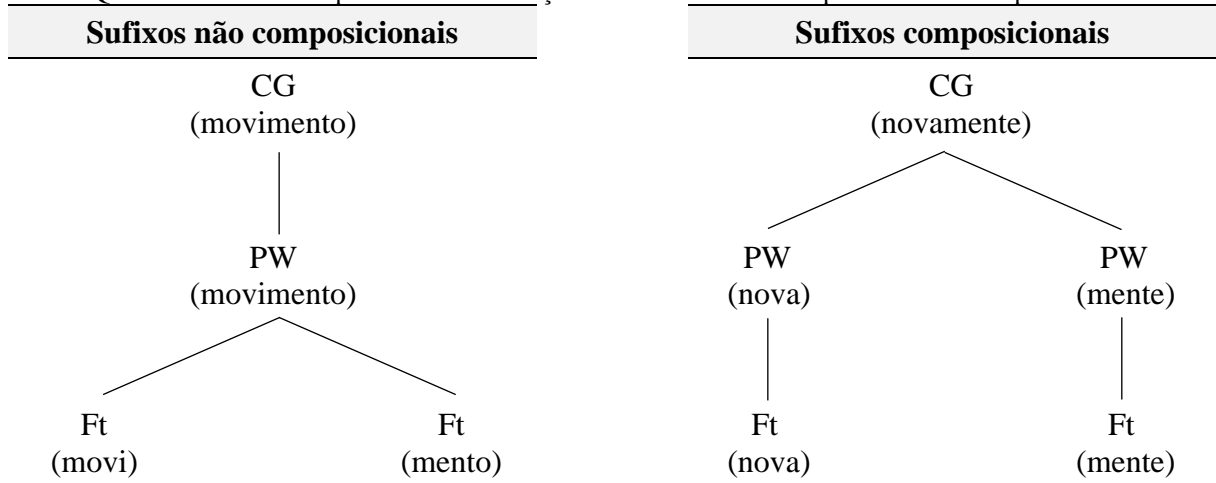 Sufixos não composicionais
CG
(movimento)
PW
(movimento)
Ft
(movi)
Ft
(mento)
Sufixos composicionais
CG
(novamente)
PW
(nova)
PW
(mente)
Ft
(nova)
Ft
(mente)